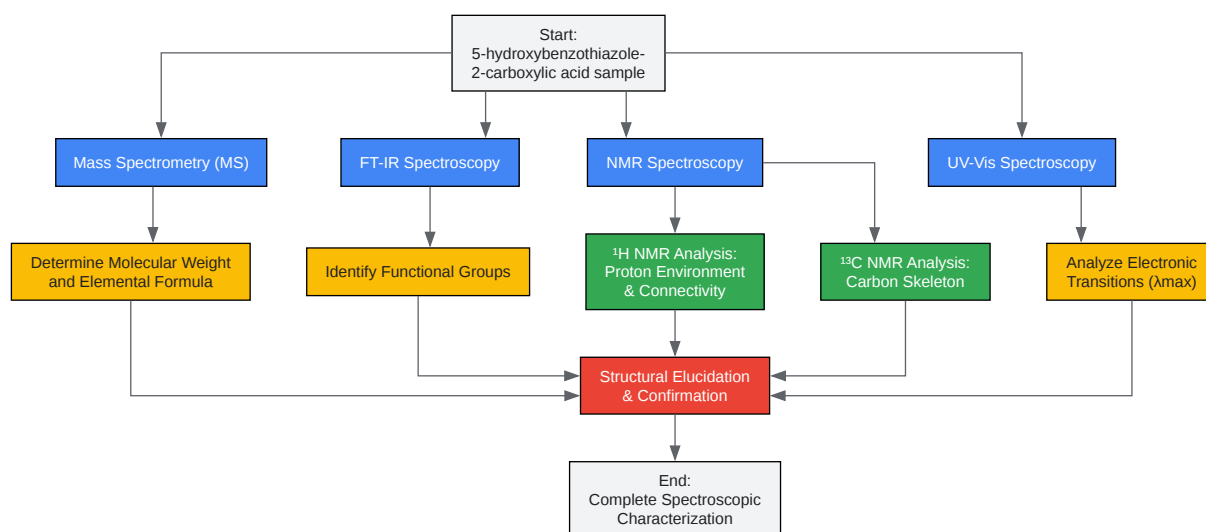 Start:
5-hydroxybenzothiazole-
2-carboxylic acid sample
Mass Spectrometry (MS)
FT-IR Spectroscopy
NMR Spectroscopy
UV-Vis Spectroscopy
Determine Molecular Weight
and Elemental Formula
Identify Functional Groups
¹H NMR Analysis:
Proton Environment
& Connectivity
¹³C NMR Analysis:
Carbon Skeleton
Analyze Electronic
Transitions (λmax)
Structural Elucidation
& Confirmation
End:
Complete Spectroscopic
Characterization